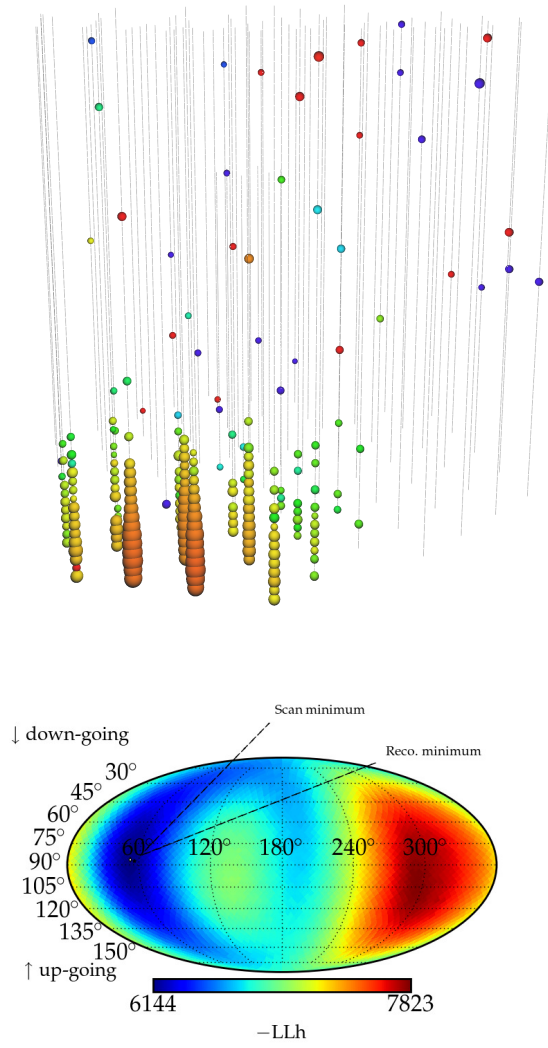 Scan minimum
↓ down-going
Reco. minimum
30°
45°
60°
75°
90°
105°
120°
135°
150°
60° 120° 180° 240° 300°
↑ up-going
6144 7823
−LLh